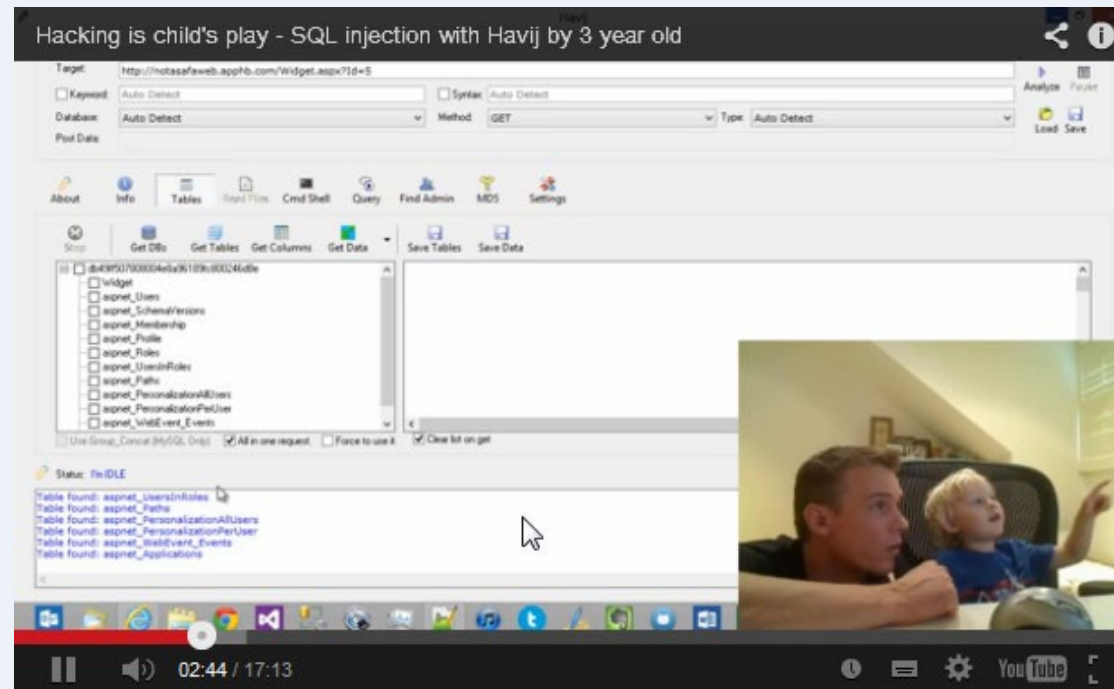 Hacking is child's play - SQL injection with Havij by 3 year old
Target: http://notasafeweb.apphb.com/Widget.aspx?Id=5
Analyze Pause
Keyword: Auto Detect Syntax: Auto Detect
Database: Auto Detect Method: GET Type: Auto Detect
Load Save
Post Data:
About Info Tables Read Files Cmd Shell Query Find Admin MD5 Settings
Stop Get DBs Get Tables Get Columns Get Data Save Tables Save Data
Widget
aspnet_Users
aspnet_SchemaVersions
aspnet_Membership
aspnet_Profile
aspnet_Roles
aspnet_UsersInRoles
aspnet_Paths
aspnet_PersonalizationAllUsers
aspnet_PersonalizationPerUser
aspnet_WebEvent_Events
Use Group_Concat (MySQL Only) All in one request Force to use it Clear list on get
Status: I'm IDLE
Table found: aspnet_UsersInRoles
Table found: aspnet_Paths
Table found: aspnet_PersonalizationAllUsers
Table found: aspnet_PersonalizationPerUser
Table found: aspnet_WebEvent_Events
Table found: aspnet_Applications
02:44 / 17:13
YouTube